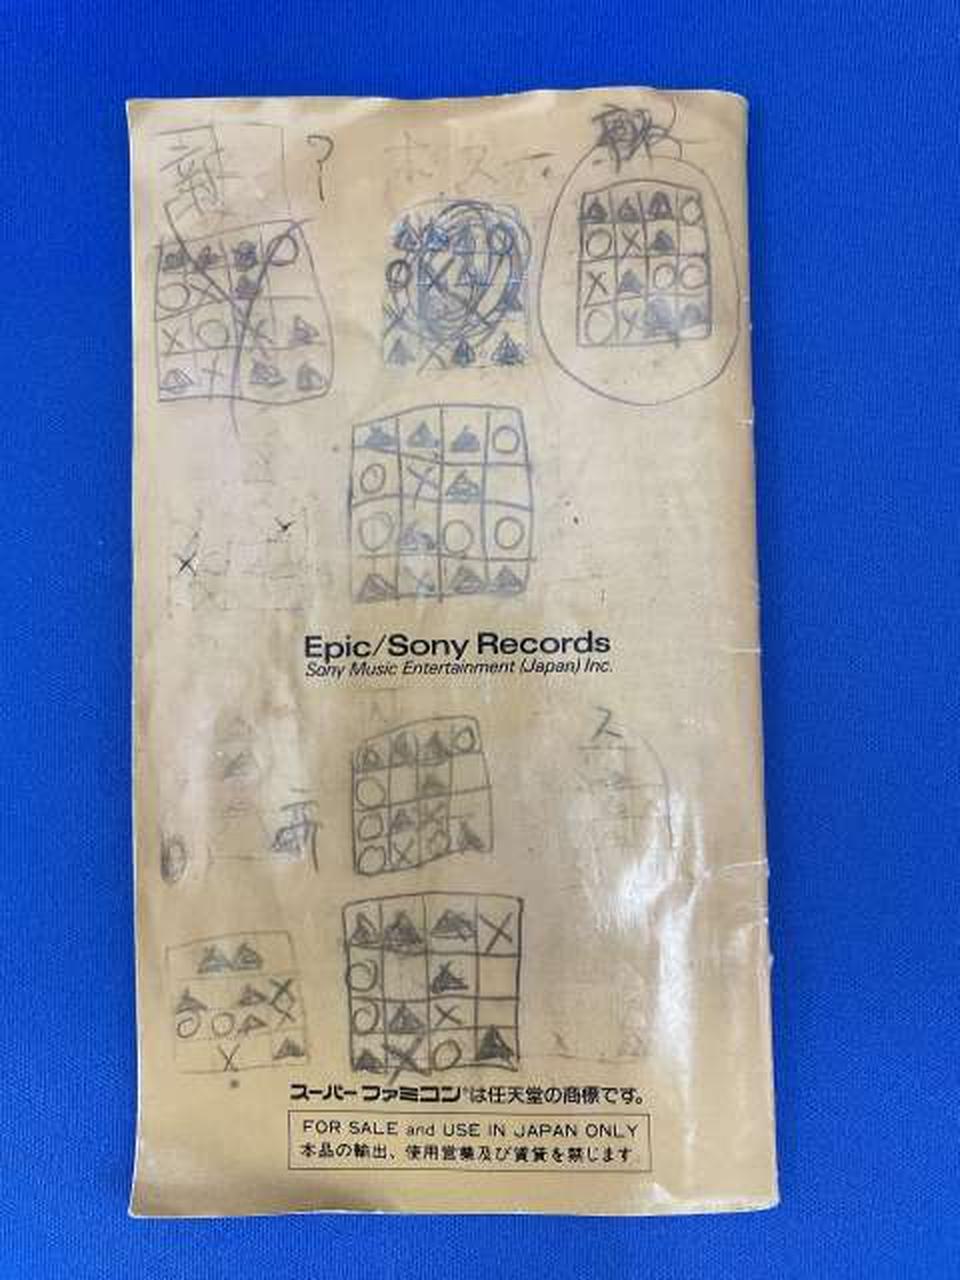 敵 ?
ス
Epic/Sony Records
Sony Music Entertainment (Japan) Inc.
スーパーファミコン®は任天堂の商標です。
FOR SALE and USE IN JAPAN ONLY
本品の輸出、使用営業及び賃貸を禁じます。